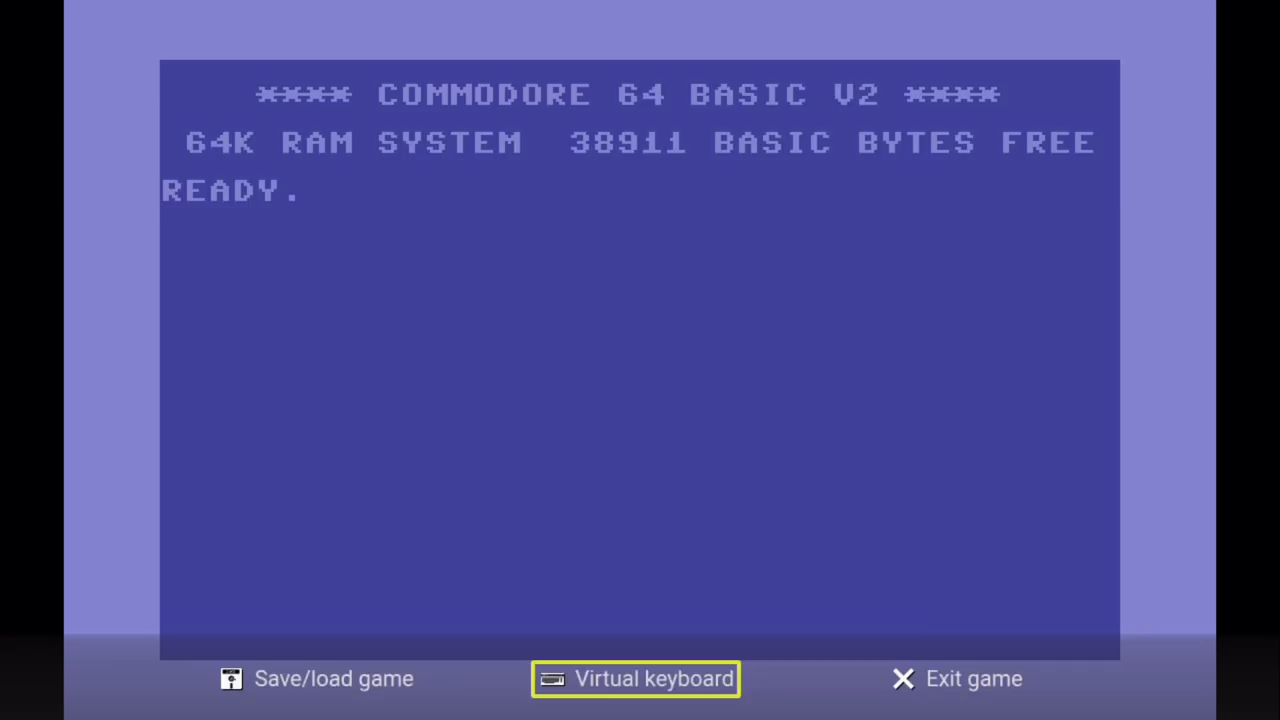 **** COMMODORE 64 BASIC V2 ****
64K RAM SYSTEM  38911 BASIC BYTES FREE
READY.
Save/load game
Virtual keyboard
Exit game